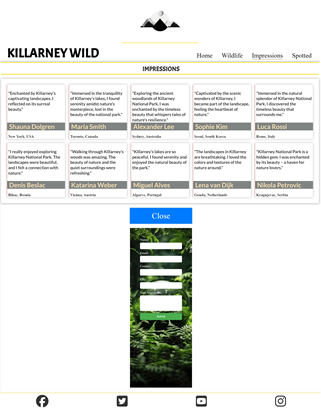 KILLARNEY WILD
Home Wildlife Impressions Spotted
IMPRESSIONS
"Enchanted by Killarney's
captivating landscapes, I
reflected on its surreal
beauty."
Shauna Dolgren
New York, USA
"Immersed in the tranquility
of Killarney's lakes, I found
serenity amidst nature's
masterpiece, lost in the
beauty of the national park."
Maria Smith
Toronto, Canada
"Exploring the ancient
woodlands of Killarney
National Park, I was
enchanted by the timeless
beauty that whispers tales of
nature's resilience."
Alexander Lee
Sydney, Australia
"Captivated by the scenic
wonders of Killarney, I
became part of the landscape,
feeling the heartbeat of
nature."
Sophie Kim
Seoul, South Korea
"Immersed in the natural
splendor of Killarney National
Park, I discovered the
timeless beauty that
surrounds me."
Luca Rossi
Rome, Italy
"I really enjoyed exploring
Killarney National Park. The
landscapes were beautiful,
and I felt a connection with
nature."
Denis Beslac
Bihac, Bosnia
"Walking through Killarney's
woods was amazing. The
beauty of nature and the
quiet surroundings were
refreshing."
Katarina Weber
Vienna, Austria
"Killarney's lakes are so
peaceful. I found serenity and
enjoyed the natural beauty of
the park."
Miguel Alves
Coimbra, Portugal
"The landscapes in Killarney
are breathtaking. I loved the
colors and textures of the
nature around."
Lena van Dijk
Gouda, Netherlands
"Killarney National Park is a
hidden gem. I was enchanted
by its beauty - a haven for
nature lovers."
Nikola Petrovic
Kragujevac, Serbia
Close